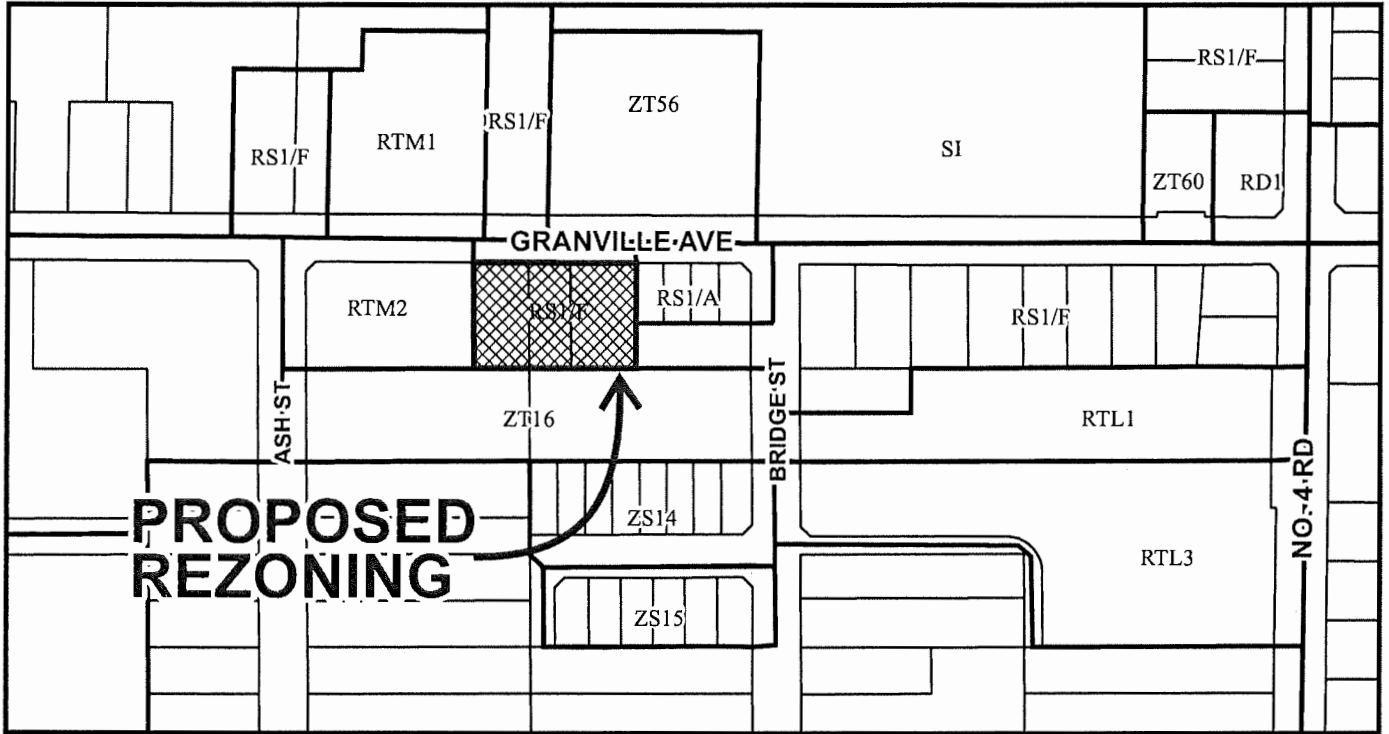 RS1/F
ZT56
RS1/F
RTM1
SI
RS1/F
ZT60
RD1
GRANVILLE AVE
RTM2
RS1/F
RS1/A
RS1/F
ASH ST
ZT16
BRIDGE ST
RTL1
NO. 4 RD
PROPOSED
REZONING
ZS14
RTL3
ZS15